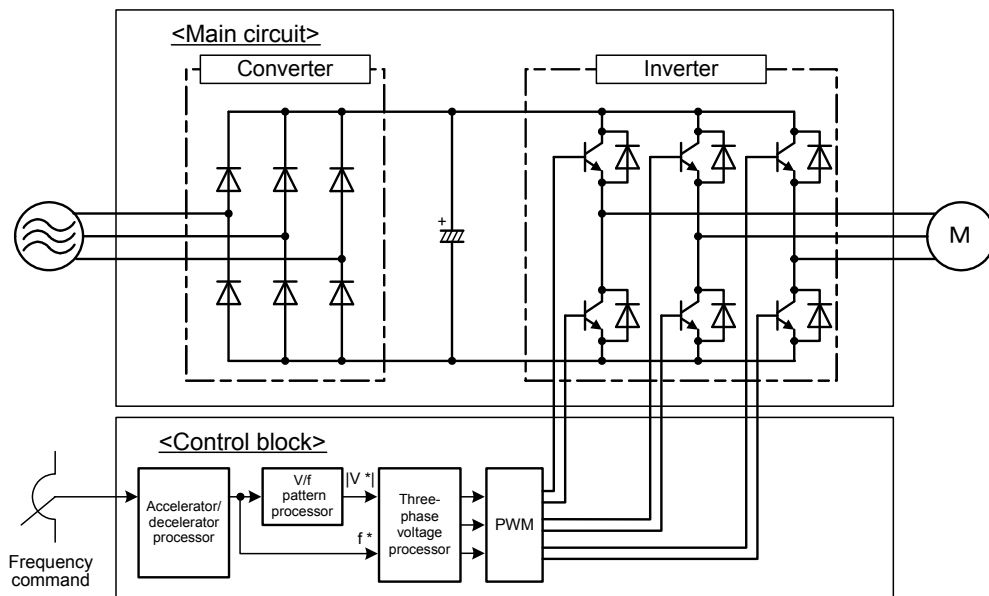 <Main circuit>
Converter
Inverter
+
M
<Control block>
Frequency
command
Accelerator/
decelerator
processor
V/f
pattern
processor
|V *|
f *
Three-
phase
voltage
processor
PWM